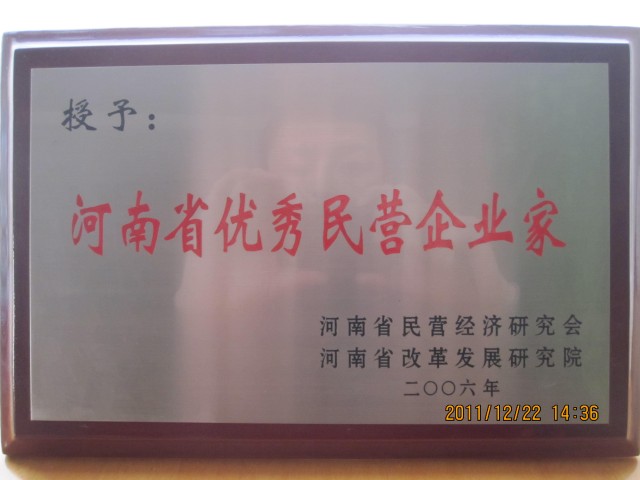 授予：
河南省优秀民营企业家
河南省民营经济研究会
河南省改革发展研究院
二〇〇六年
2011/12/22 14:36